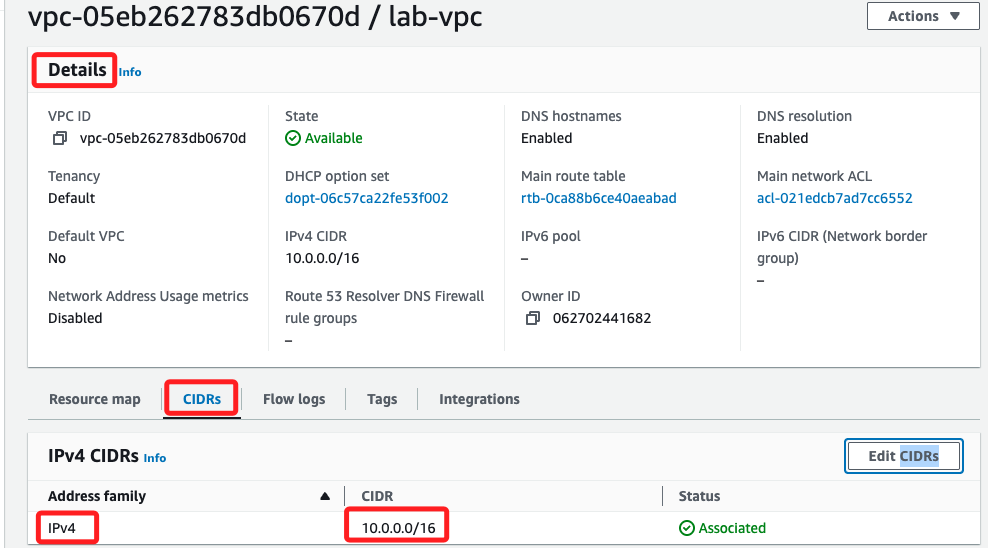 vpc-05eb262783db0670d / lab-vpc
Actions
Details Info
VPC ID
vpc-05eb262783db0670d
State
Available
DNS hostnames
Enabled
DNS resolution
Enabled
Tenancy
Default
DHCP option set
dopt-06c57ca22fe53f002
Main route table
rtb-0ca88b6ce40aeabad
Main network ACL
acl-021edcb7ad7cc6552
Default VPC
No
IPv4 CIDR
10.0.0.0/16
IPv6 pool
–
IPv6 CIDR (Network border
group)
–
Network Address Usage metrics
Disabled
Route 53 Resolver DNS Firewall
rule groups
–
Owner ID
062702441682
Resource map CIDRs Flow logs Tags Integrations
IPv4 CIDRs Info
Edit CIDRs
Address family CIDR Status
IPv4 10.0.0.0/16 Associated